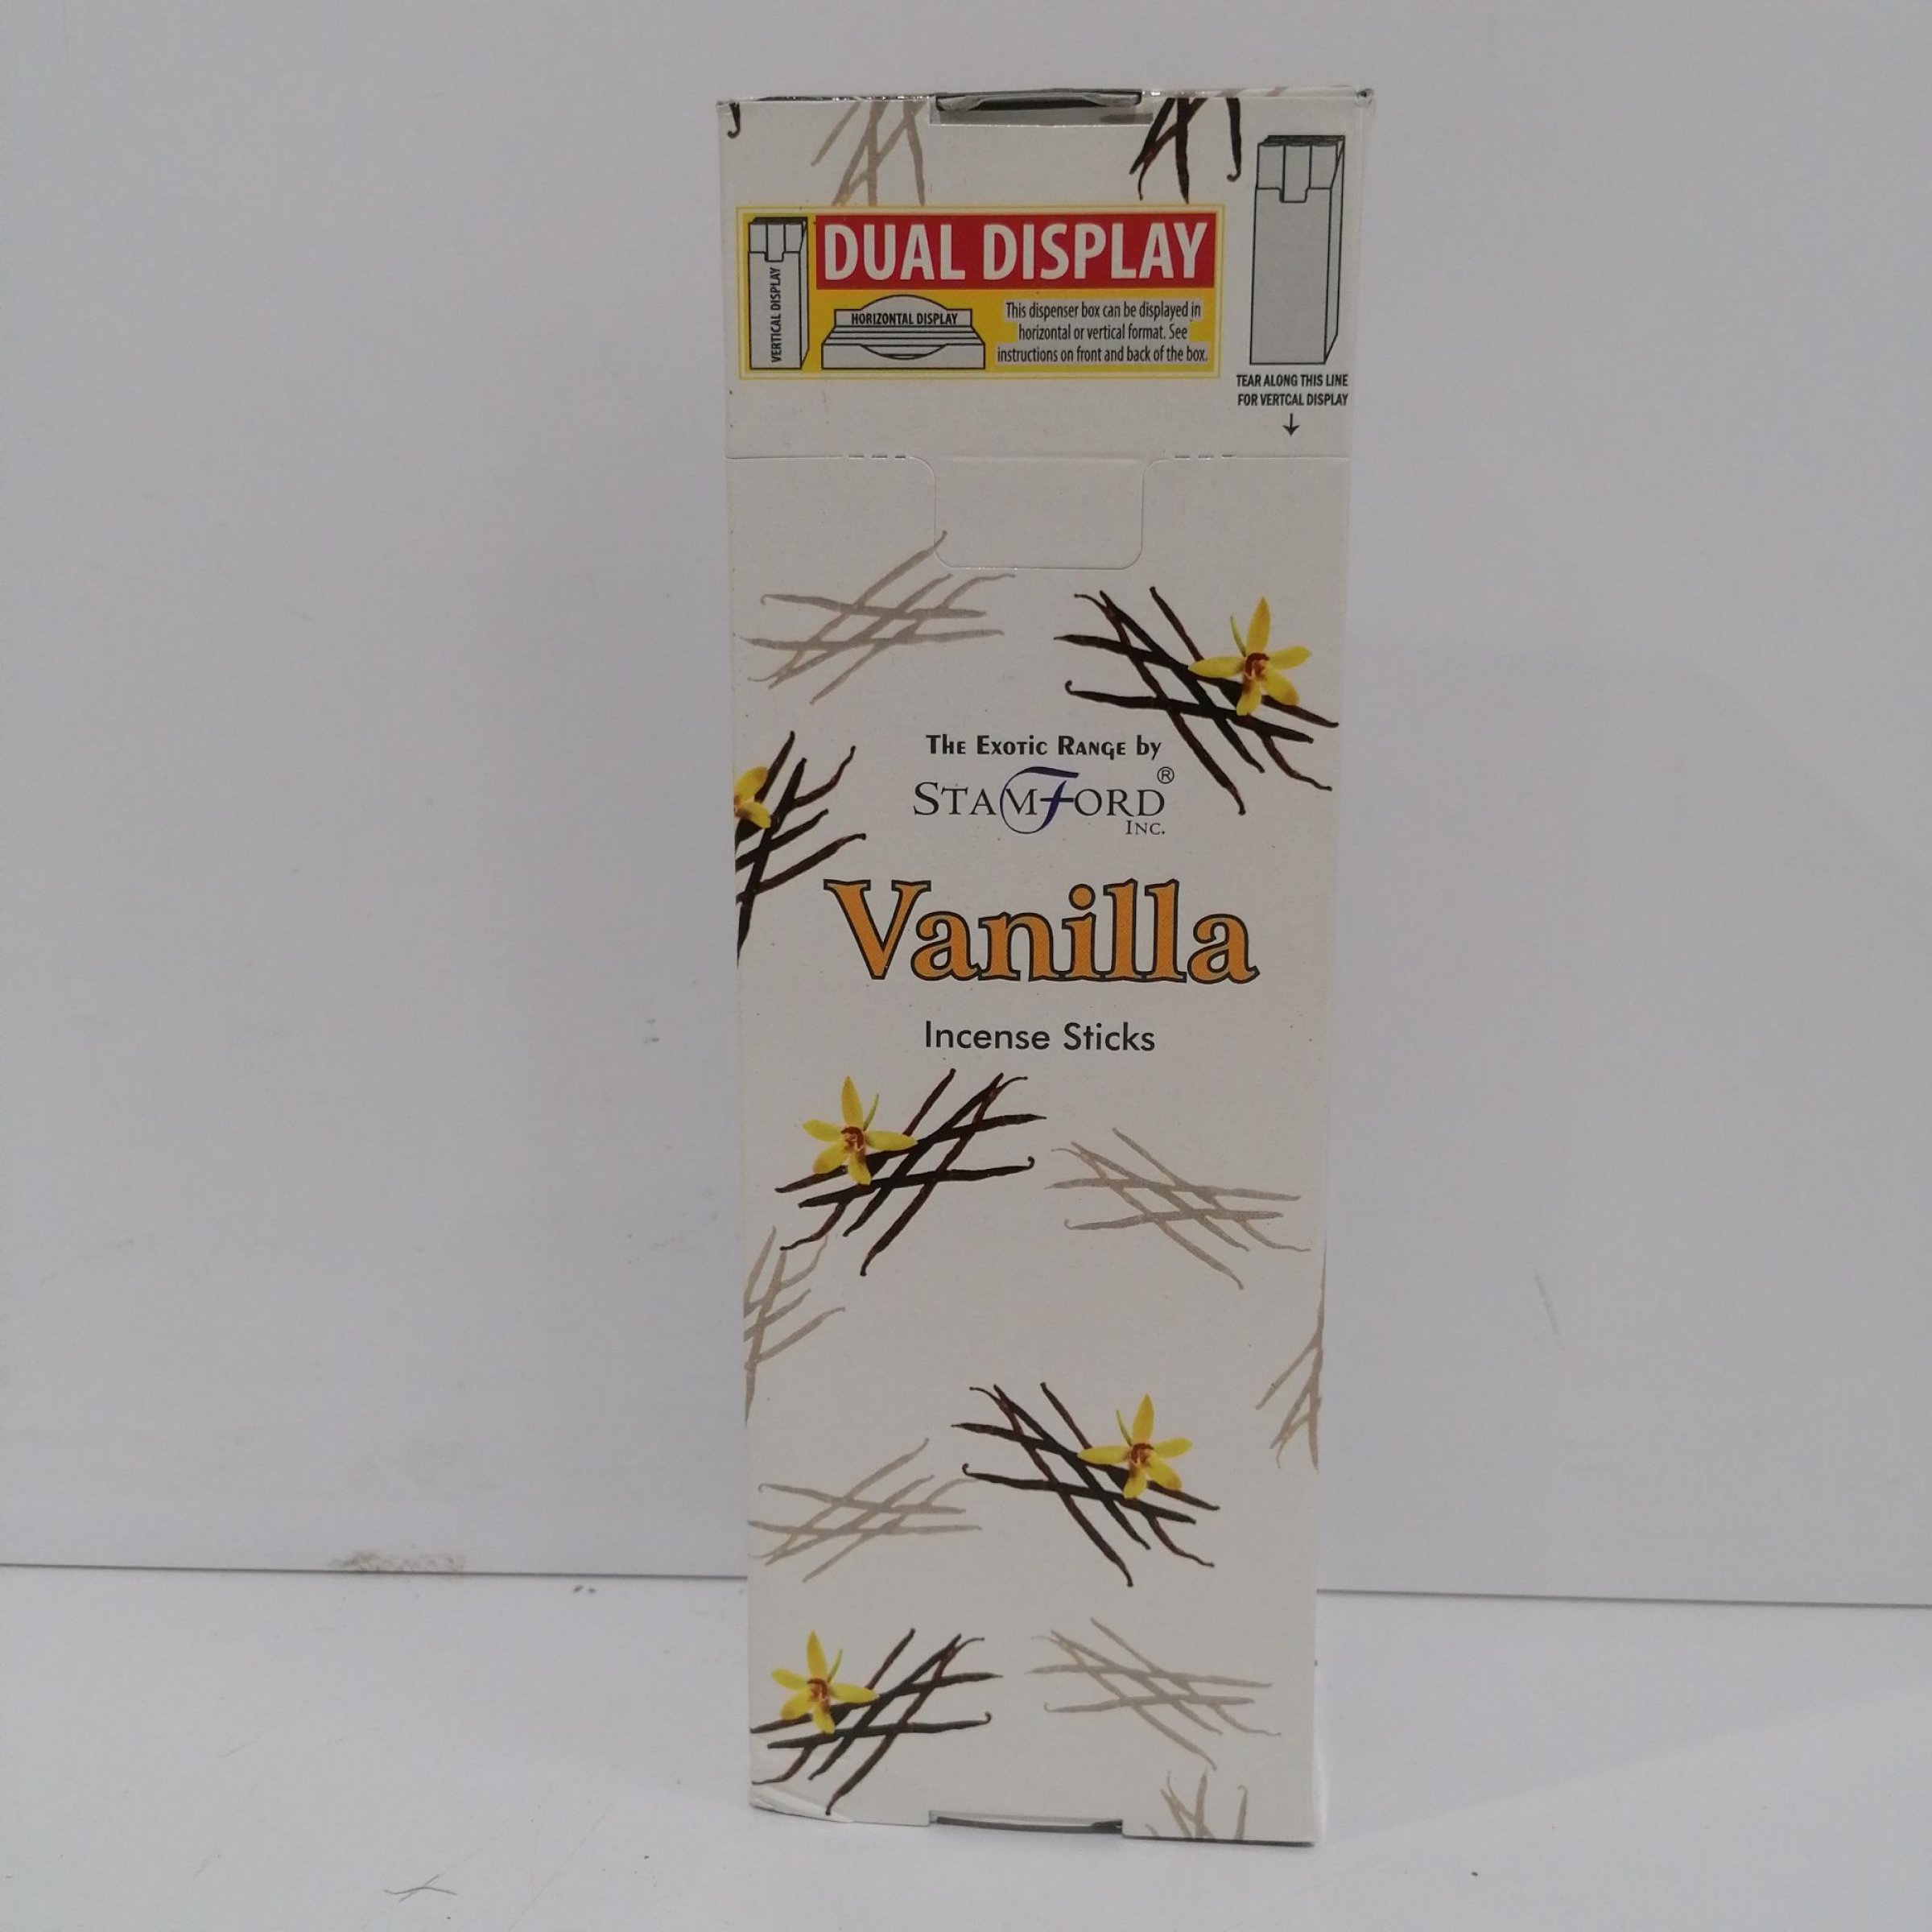 DUAL DISPLAY
VERTICAL DISPLAY
HORIZONTAL DISPLAY
This dispenser box can be displayed in
horizontal or vertical format. See
instructions on front and back of the box.
TEAR ALONG THIS LINE
FOR VERTCAL DISPLAY
The Exotic Range by
STAMFORD®
INC.
Vanilla
Incense Sticks